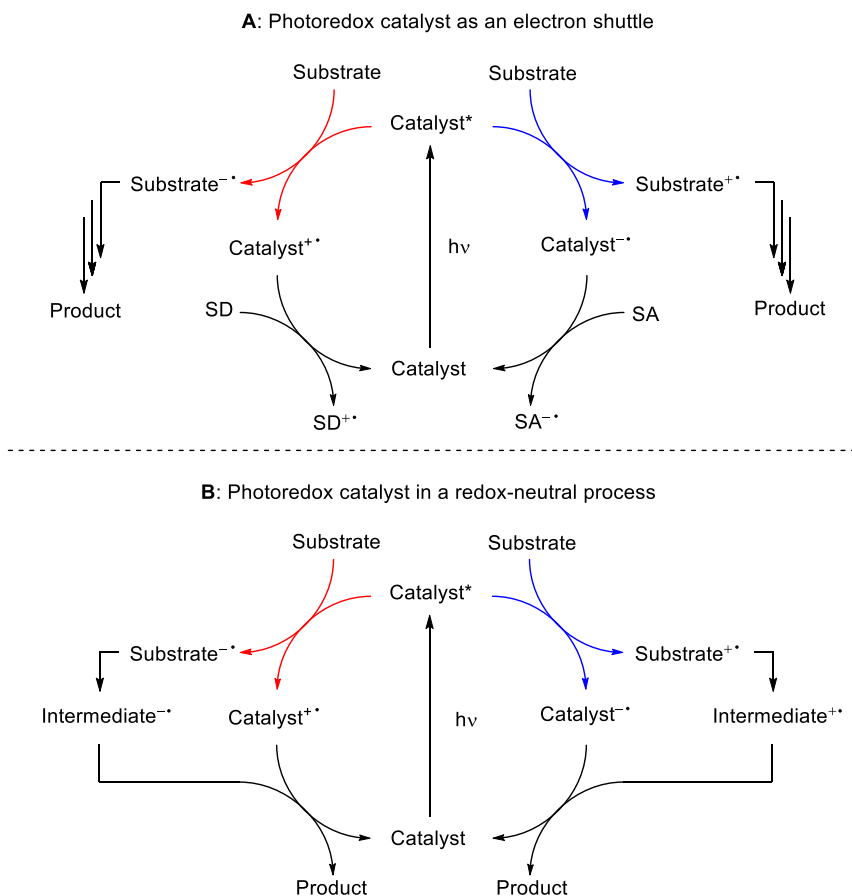 A: Photoredox catalyst as an electron shuttle
Substrate Substrate
Catalyst*
Substrate−• Substrate+•
Catalyst+• hν Catalyst−•
Product SD SA Product
Catalyst
SD+• SA−•
B: Photoredox catalyst in a redox-neutral process
Substrate Substrate
Catalyst*
Substrate−• Substrate+•
Intermediate−• Catalyst+• hν Catalyst−• Intermediate+•
Catalyst
Product Product